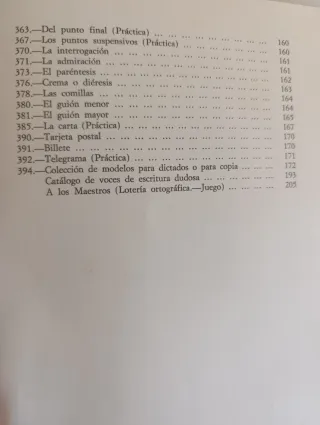 363.—Del punto final (Práctica) ... ... ... ... ... ... ... ... 160
367.—Los puntos suspensivos (Práctica) ... ... ... ... ... ... 160
370.—La interrogación ... ... ... ... ... ... ... ... ... ... 160
371.—La admiración ... ... ... ... ... ... ... ... ... ... 161
373.—El paréntesis ... ... ... ... ... ... ... ... ... ... 161
376.—Crema o diéresis ... ... ... ... ... ... ... ... ... ... 162
378.—Las comillas ... ... ... ... ... ... ... ... ... ... 163
380.—El guión menor ... ... ... ... ... ... ... ... ... ... 164
381.—El guión mayor ... ... ... ... ... ... ... ... ... ... 165
385.—La carta (Práctica) ... ... ... ... ... ... ... ... ... 167
390.—Tarjeta postal ... ... ... ... ... ... ... ... ... ... 170
391.—Billete ... ... ... ... ... ... ... ... ... ... ... ... 170
392.—Telegrama (Práctica) ... ... ... ... ... ... ... ... ... 171
394.—Colección de modelos para dictados o para copia ... ... ... 172
Catálogo de voces de escritura dudosa ... ... ... ... ... 193
A los Maestros (Lotería ortográfica.—Juego) ... ... ... ... 205